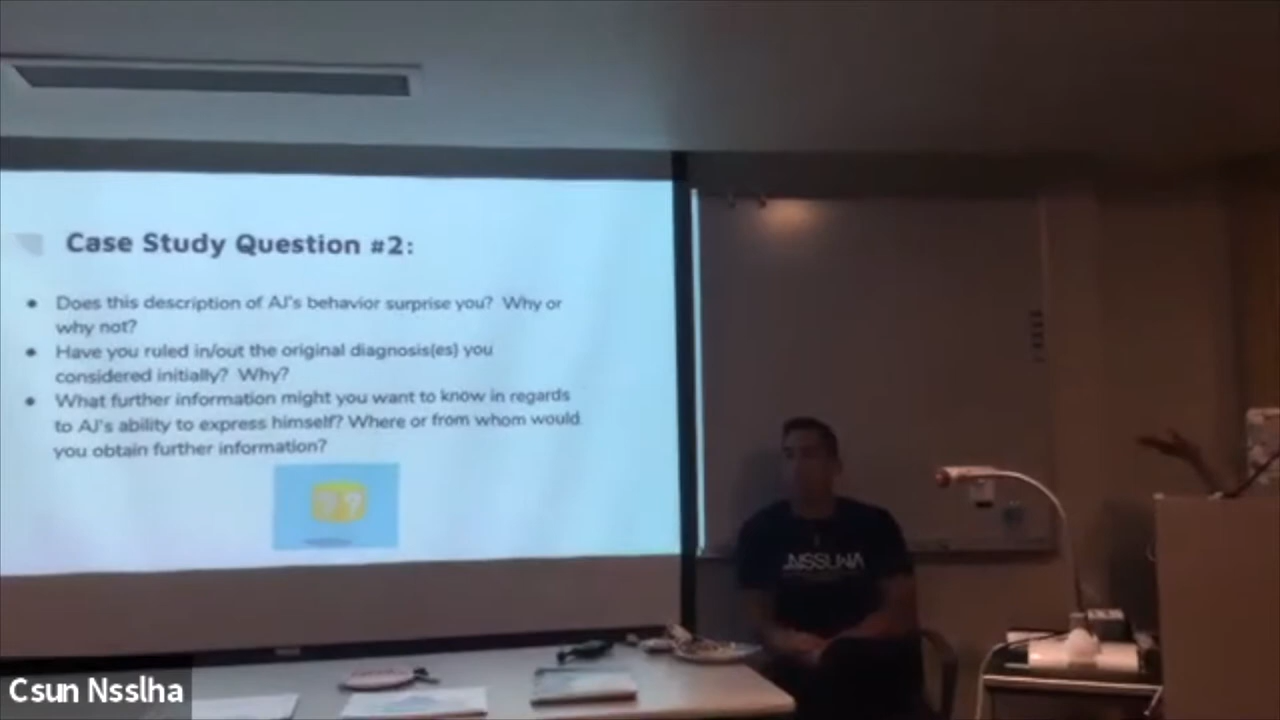 Case Study Question #2:
Does this description of AJ's behavior surprise you? Why or
why not?
Have you ruled in/out the original diagnosis(es) you
considered initially? Why?
What further information might you want to know in regards
to AJ's ability to express himself? Where or from whom would
you obtain further information?
Csun Nsslha